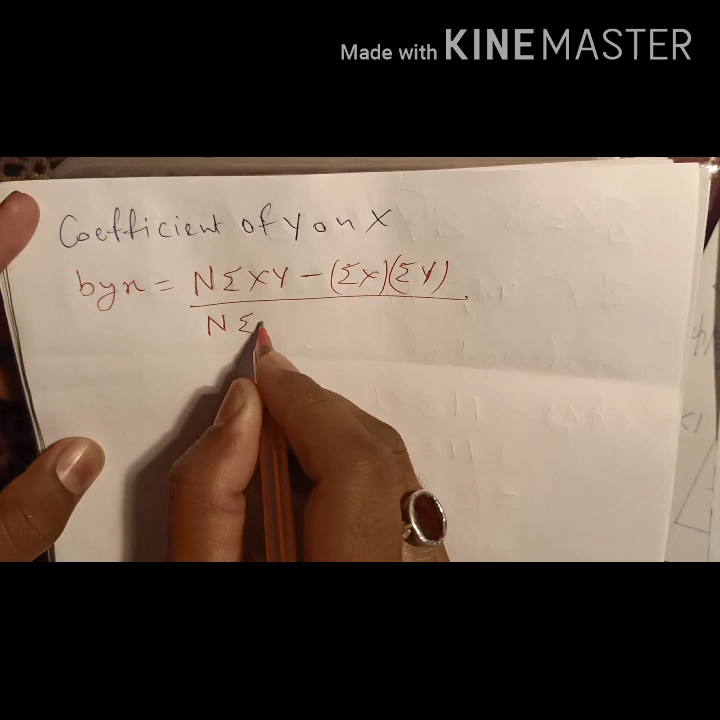 Made with KINEMASTER
Coefficient of Y on X
byx = NΣXY - (ΣX)(ΣY)
NΣ